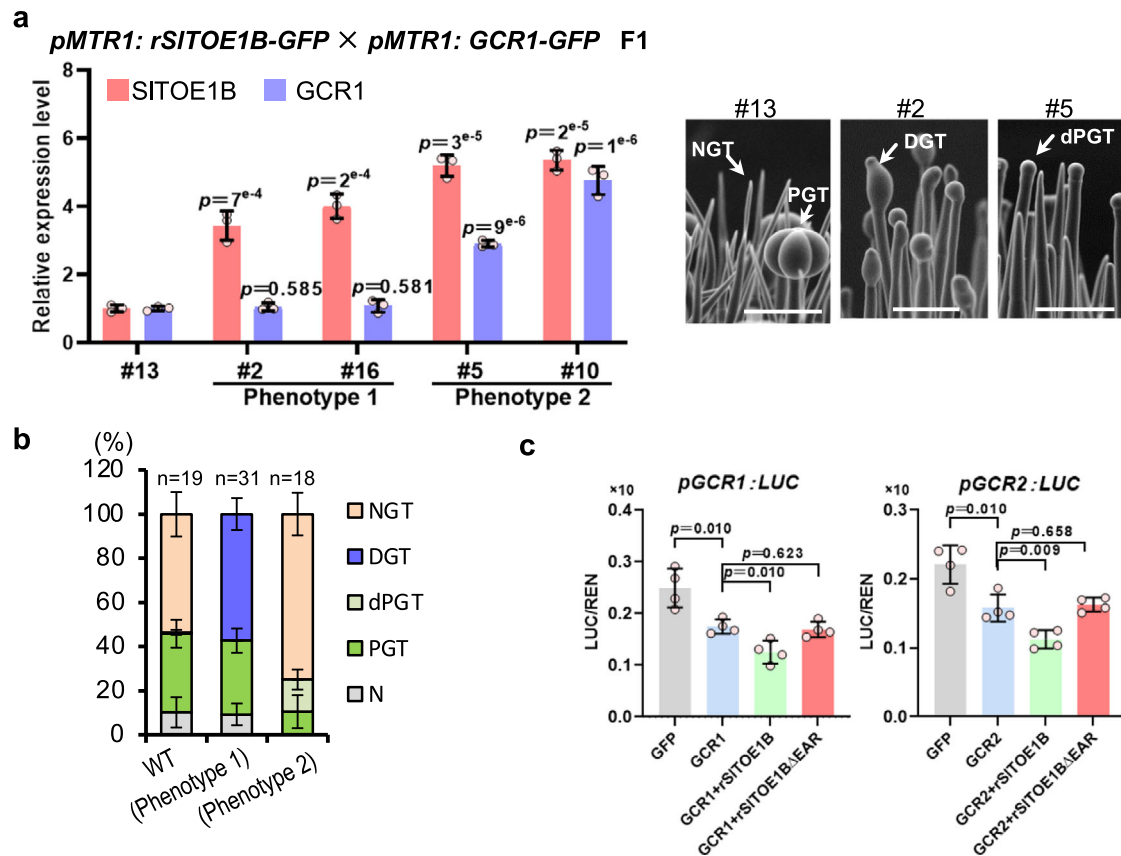 a
pMTR1: rSlTOE1B-GFP × pMTR1: GCR1-GFP F1
Relative expression level
8
6
4
2
0
SlTOE1B GCR1
p=7e-4
p=0.585
p=2e-4
p=0.581
p=3e-5
p=9e-6
p=2e-5
p=1e-6
#13 #2 #16 #5 #10
Phenotype 1 Phenotype 2
#13 #2 #5
NGT
PGT
DGT
dPGT
b
(%)
120
100
80
60
40
20
0
n=19 n=31 n=18
WT
(Phenotype 1)
(Phenotype 2)
NGT
DGT
dPGT
PGT
N
c
pGCR1:LUC
×10
LUC/REN
0.4
0.3
0.2
0.1
0.0
p=0.010
p=0.623
p=0.010
GFP
GCR1
GCR1+rSlTOE1B
GCR1+rSlTOE1BΔEAR
pGCR2:LUC
×10
LUC/REN
0.3
0.2
0.1
0.0
p=0.010
p=0.658
p=0.009
GFP
GCR2
GCR2+rSlTOE1B
GCR2+rSlTOE1BΔEAR